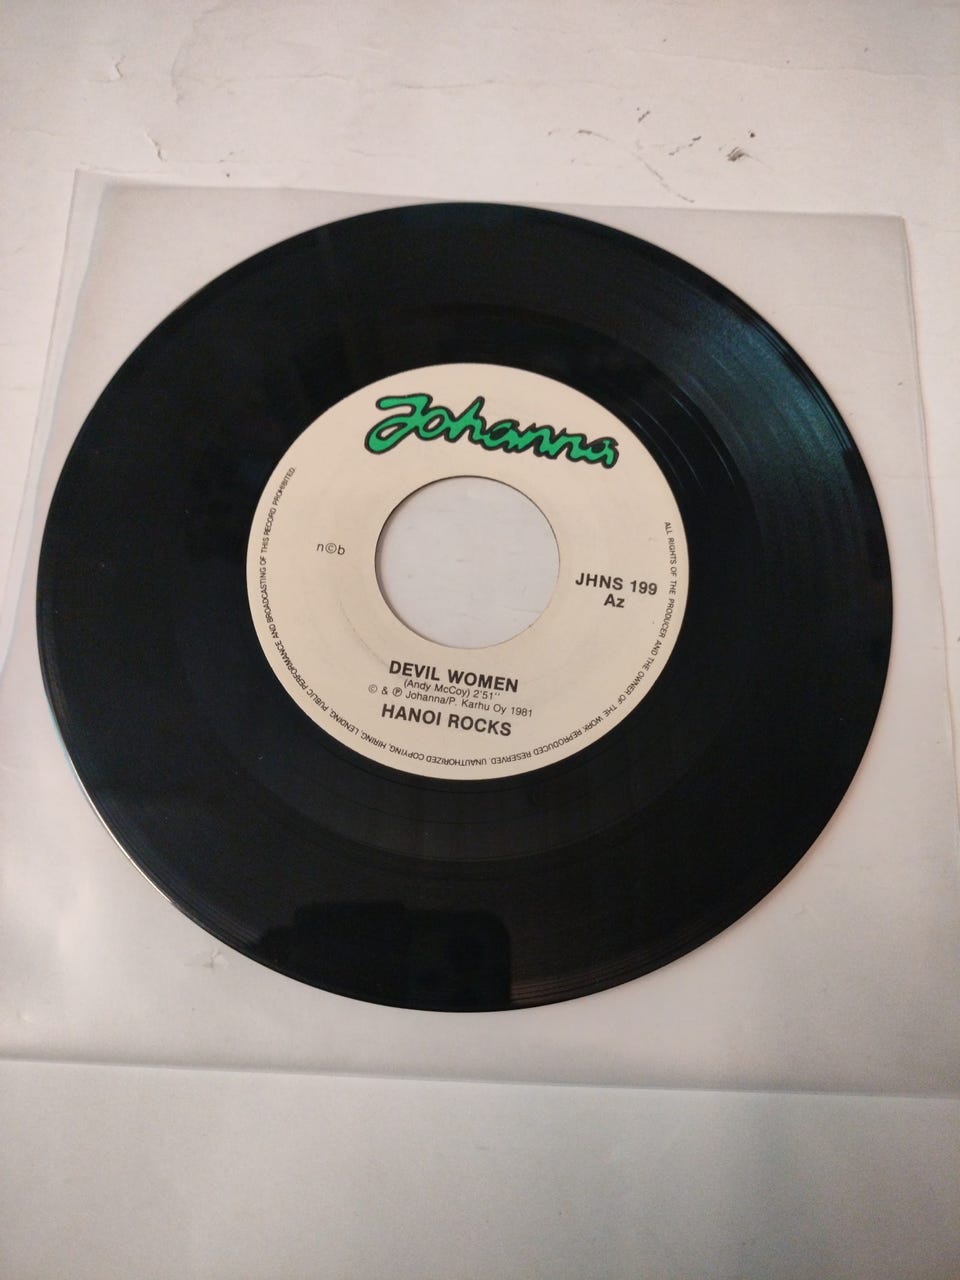 Johanna
n©b
JHNS 199
Az
DEVIL WOMEN
(Andy McCoy) 2'51''
© & ℗ Johanna/P. Karhu Oy 1981
HANOI ROCKS
ALL RIGHTS OF THE PRODUCER AND THE OWNER OF THE WORK REPRODUCED RESERVED. UNAUTHORIZED COPYING, HIRING, LENDING, PUBLIC PERFORMANCE AND BROADCASTING OF THIS RECORD PROHIBITED.